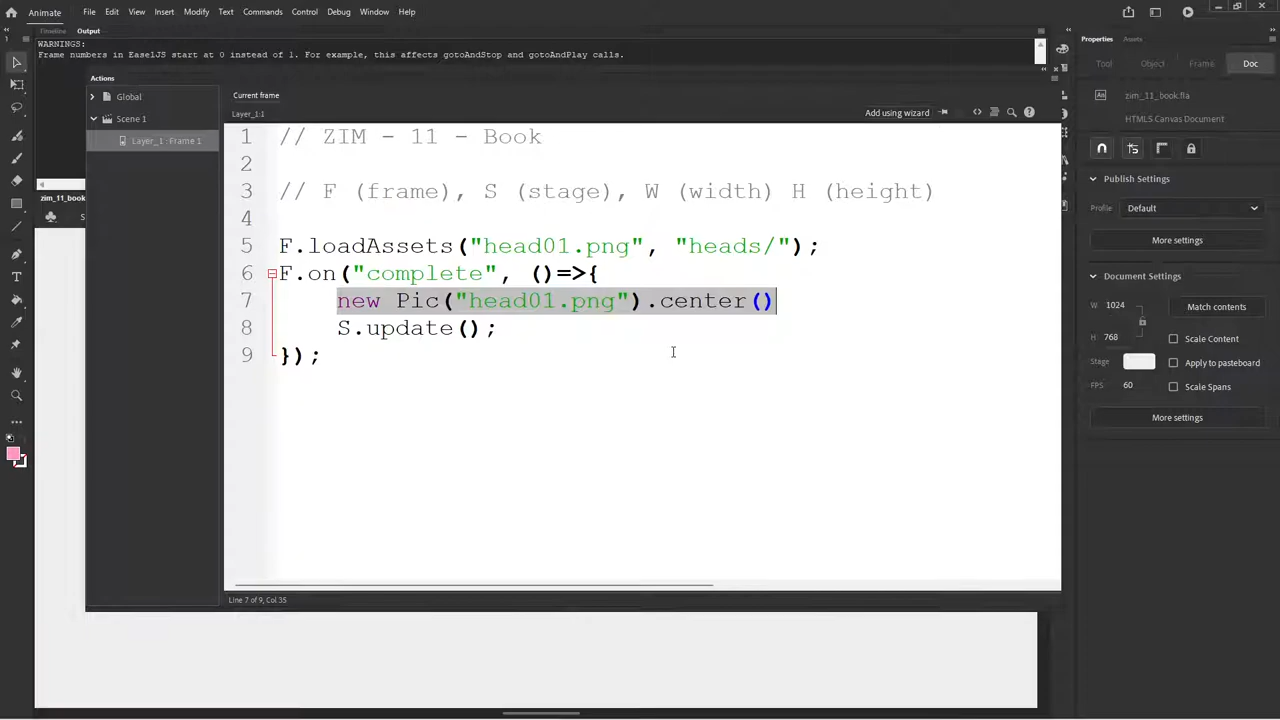 Animate File Edit View Insert Modify Text Commands Control Debug Window Help
Timeline Output
WARNINGS:
Frame numbers in EaselJS start at 0 instead of 1. For example, this affects gotoAndStop and gotoAndPlay calls.
Actions
Global
Scene 1
Layer_1 : Frame 1
Current frame
Layer_1:1
Add using wizard
1 // ZIM - 11 - Book
2
3 // F (frame), S (stage), W (width) H (height)
4
5 F.loadAssets("head01.png", "heads/");
6 F.on("complete", ()=>{
7 new Pic("head01.png").center()
8 S.update();
9 });
Line 7 of 9, Col 35
zim_11_book
S
Properties Assets
Tool Object Frame Doc
zim_11_book.fla
HTML5 Canvas Document
Publish Settings
Profile Default
More settings
Document Settings
W 1024 Match contents
H 768 Scale Content
Stage Apply to pasteboard
FPS 60 Scale Spans
More settings